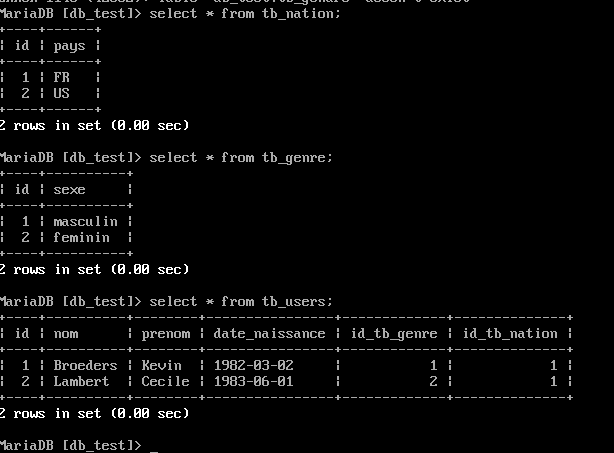 MariaDB [db_test]> select * from tb_nation;
+----+------+
| id | pays |
+----+------+
|  1 | FR   |
|  2 | US   |
+----+------+
2 rows in set (0.00 sec)
MariaDB [db_test]> select * from tb_genre;
+----+----------+
| id | sexe     |
+----+----------+
|  1 | masculin |
|  2 | feminin  |
+----+----------+
2 rows in set (0.00 sec)
MariaDB [db_test]> select * from tb_users;
+----+----------+--------+----------------+-------------+--------------+
| id | nom      | prenom | date_naissance | id_tb_genre | id_tb_nation |
+----+----------+--------+----------------+-------------+--------------+
|  1 | Broeders | Kevin  | 1982-03-02     |           1 |            1 |
|  2 | Lambert  | Cecile | 1983-06-01     |           2 |            1 |
+----+----------+--------+----------------+-------------+--------------+
2 rows in set (0.00 sec)
MariaDB [db_test]> _